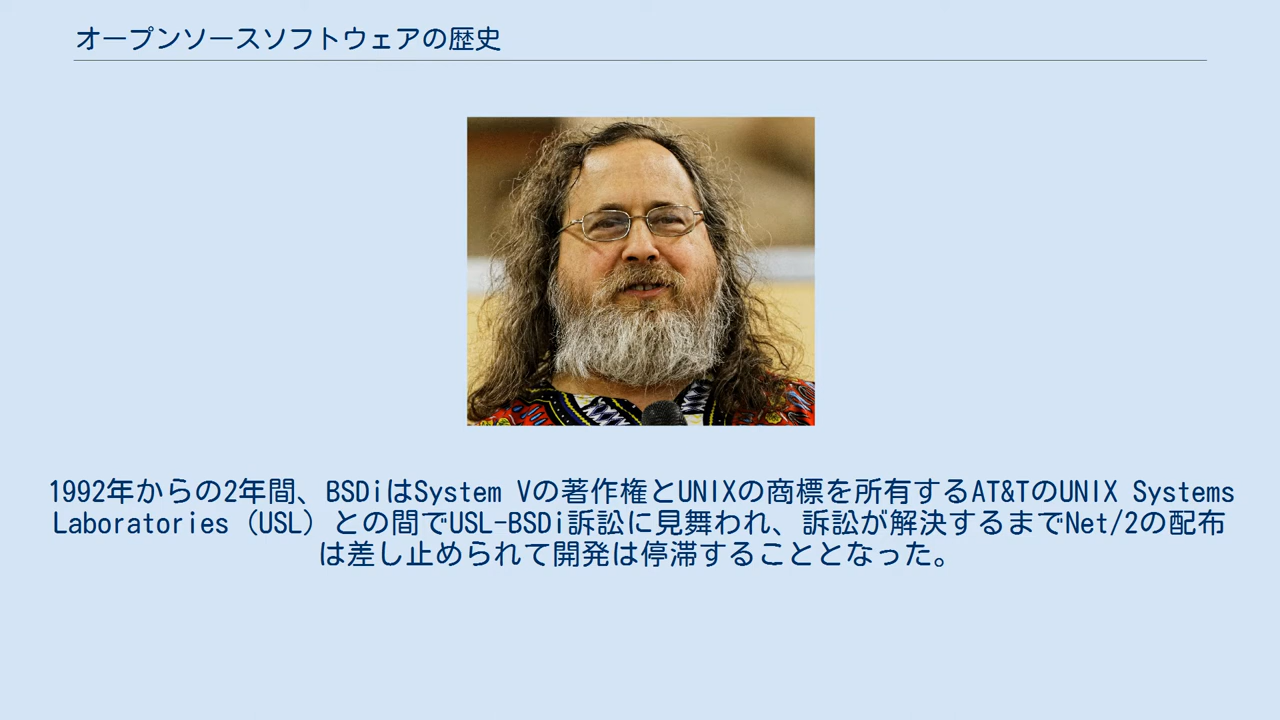 オープンソースソフトウェアの歴史
1992年からの2年間、BSDiはSystem Vの著作権とUNIXの商標を所有するAT&TのUNIX Systems
Laboratories（USL）との間でUSL-BSDi訴訟に見舞われ、訴訟が解決するまでNet/2の配布
は差し止められて開発は停滞することとなった。